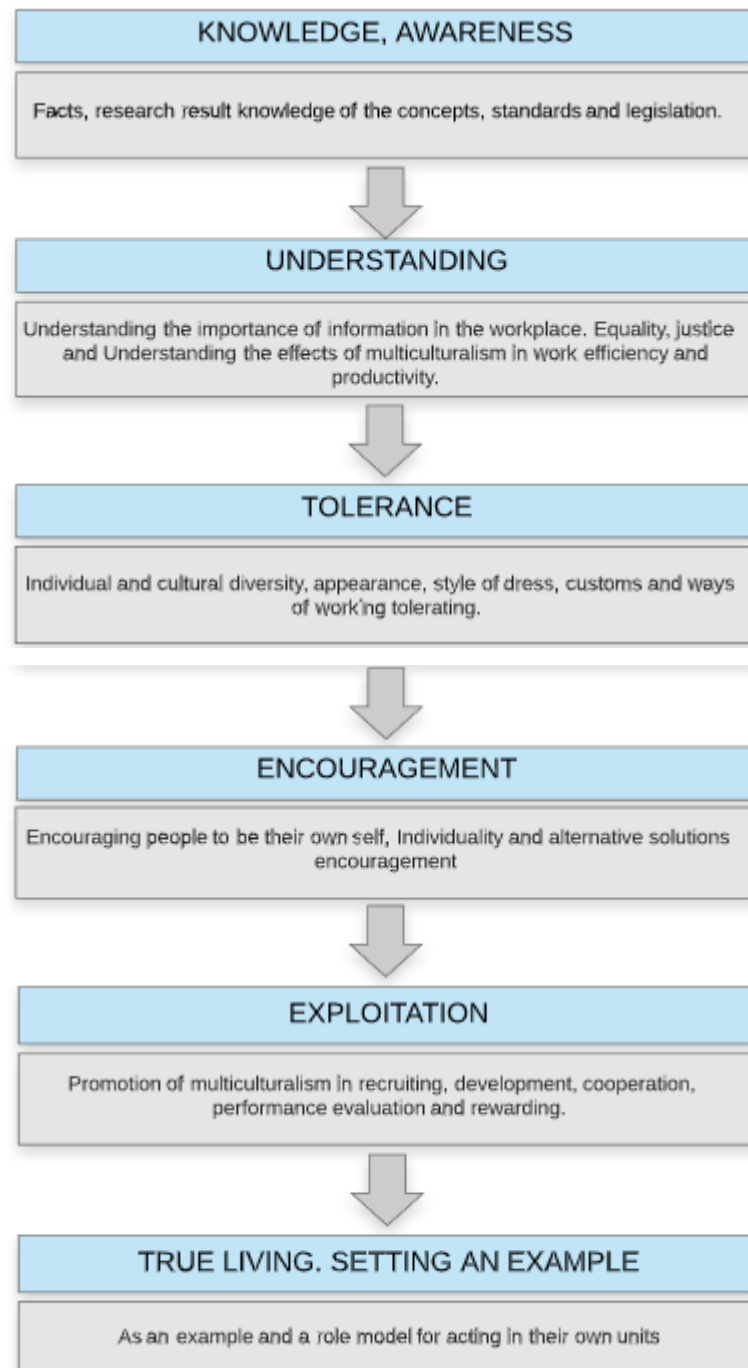 KNOWLEDGE, AWARENESS
Facts, research result knowledge of the concepts, standards and legislation.
UNDERSTANDING
Understanding the importance of information in the workplace. Equality, justice
and Understanding the effects of multiculturalism in work efficiency and
productivity.
TOLERANCE
Individual and cultural diversity, appearance, style of dress, customs and ways
of working tolerating.
ENCOURAGEMENT
Encouraging people to be their own self, Individuality and alternative solutions
encouragement
EXPLOITATION
Promotion of multiculturalism in recruiting, development, cooperation,
performance evaluation and rewarding.
TRUE LIVING. SETTING AN EXAMPLE
As an example and a role model for acting in their own units